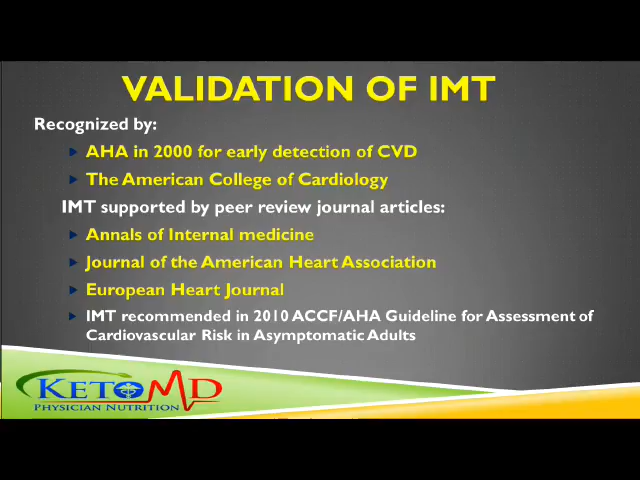 VALIDATION OF IMT
Recognized by:
AHA in 2000 for early detection of CVD
The American College of Cardiology
IMT supported by peer review journal articles:
Annals of Internal medicine
Journal of the American Heart Association
European Heart Journal
IMT recommended in 2010 ACCF/AHA Guideline for Assessment of
Cardiovascular Risk in Asymptomatic Adults
KETOMD
PHYSICIAN NUTRITION